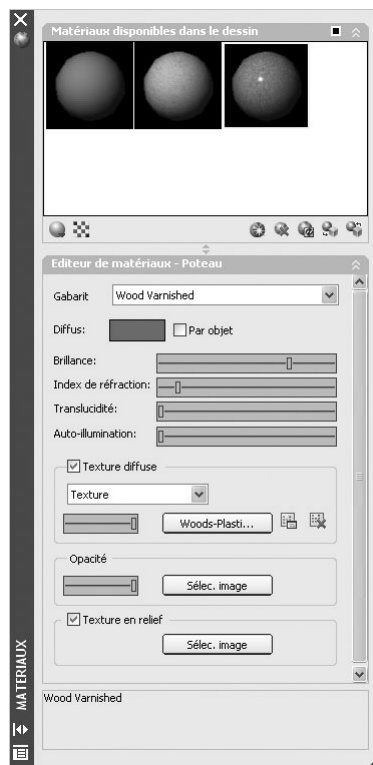 Matériaux disponibles dans le dessin
Editeur de matériaux - Poteau
Gabarit Wood Varnished
Diffus: Par objet
Brillance:
Index de réfraction:
Translucidité:
Auto-illumination:
Texture diffuse
Texture
Woods-Plasti...
Opacité
Sélec. image
Texture en relief
Sélec. image
Wood Varnished
MATERIAUX